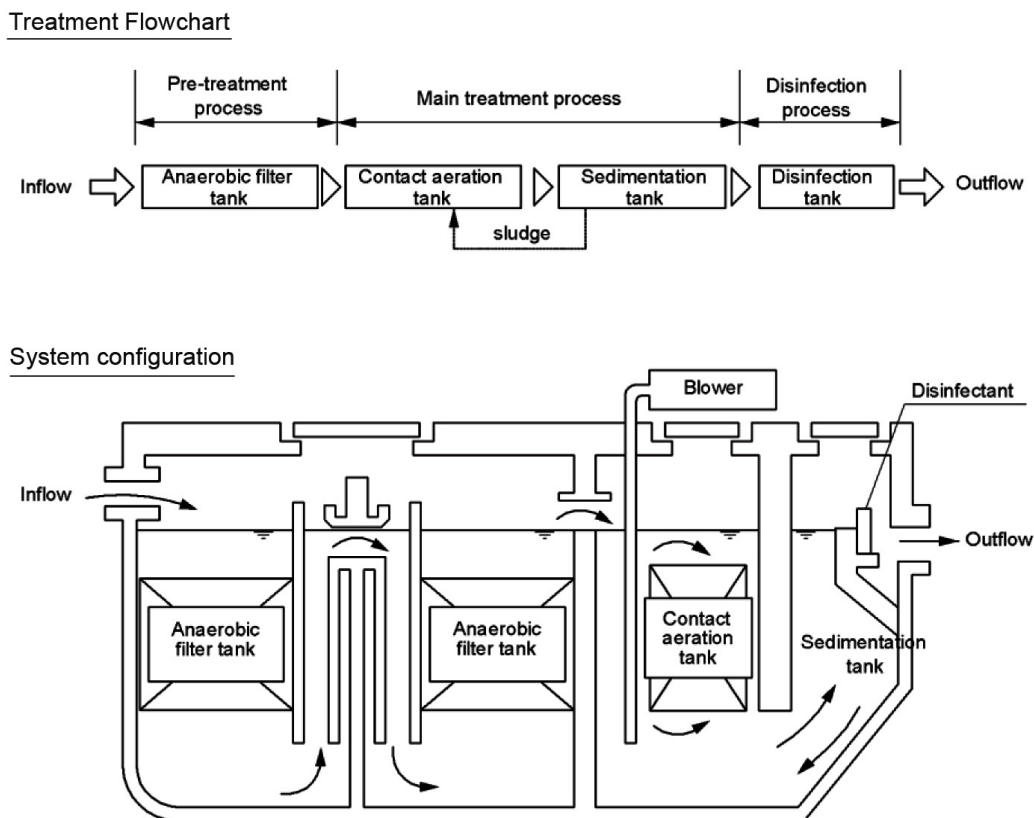 Treatment Flowchart
Pre-treatment
process
Main treatment process
Disinfection
process
Inflow
Anaerobic filter
tank
Contact aeration
tank
Sedimentation
tank
Disinfection
tank
Outflow
sludge
System configuration
Blower
Disinfectant
Inflow
Outflow
Anaerobic
filter tank
Anaerobic
filter tank
Contact
aeration
tank
Sedimentation
tank